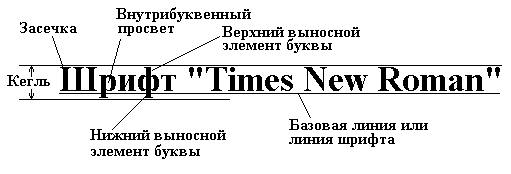 Внутрибуквенный
просвет
Засечка
Верхний выносной
элемент буквы
Кегль
Шрифт "Times New Roman"
Нижний выносной
элемент буквы
Базовая линия или
линия шрифта